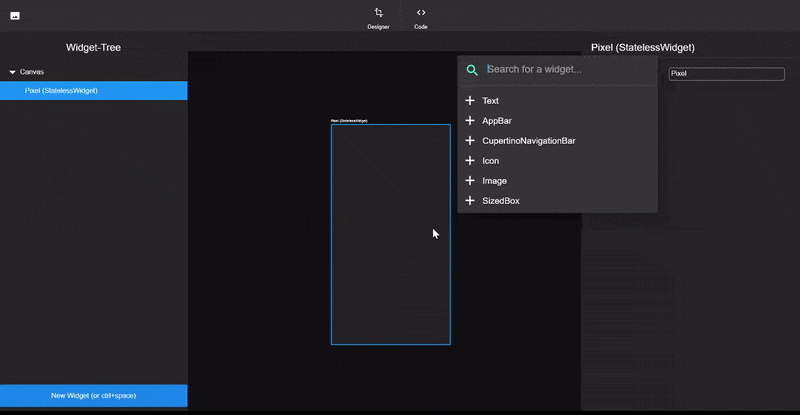 Designer
Code
Widget-Tree
Canvas
Pixel (StatelessWidget)
New Widget (or ctrl+space)
Pixel (StatelessWidget)
Search for a widget...
Text
AppBar
CupertinoNavigationBar
Icon
Image
SizedBox
Pixel (StatelessWidget)
Pixel